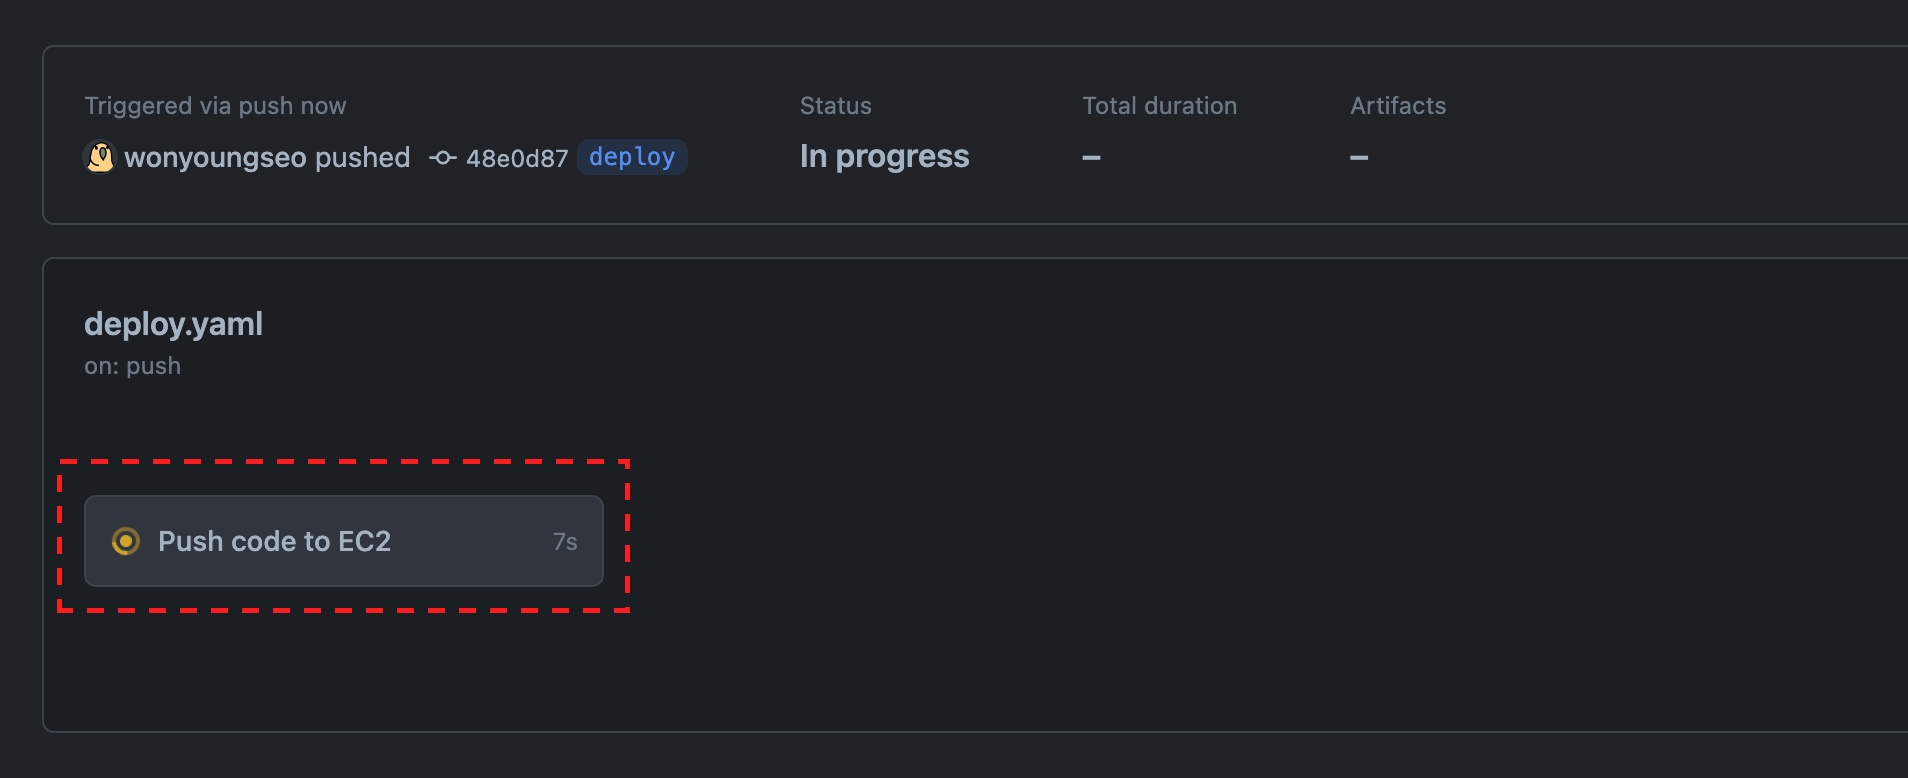 Triggered via push now
wonyoungseo pushed 48e0d87 deploy
Status
In progress
Total duration
–
Artifacts
–
deploy.yaml
on: push
Push code to EC2 7s